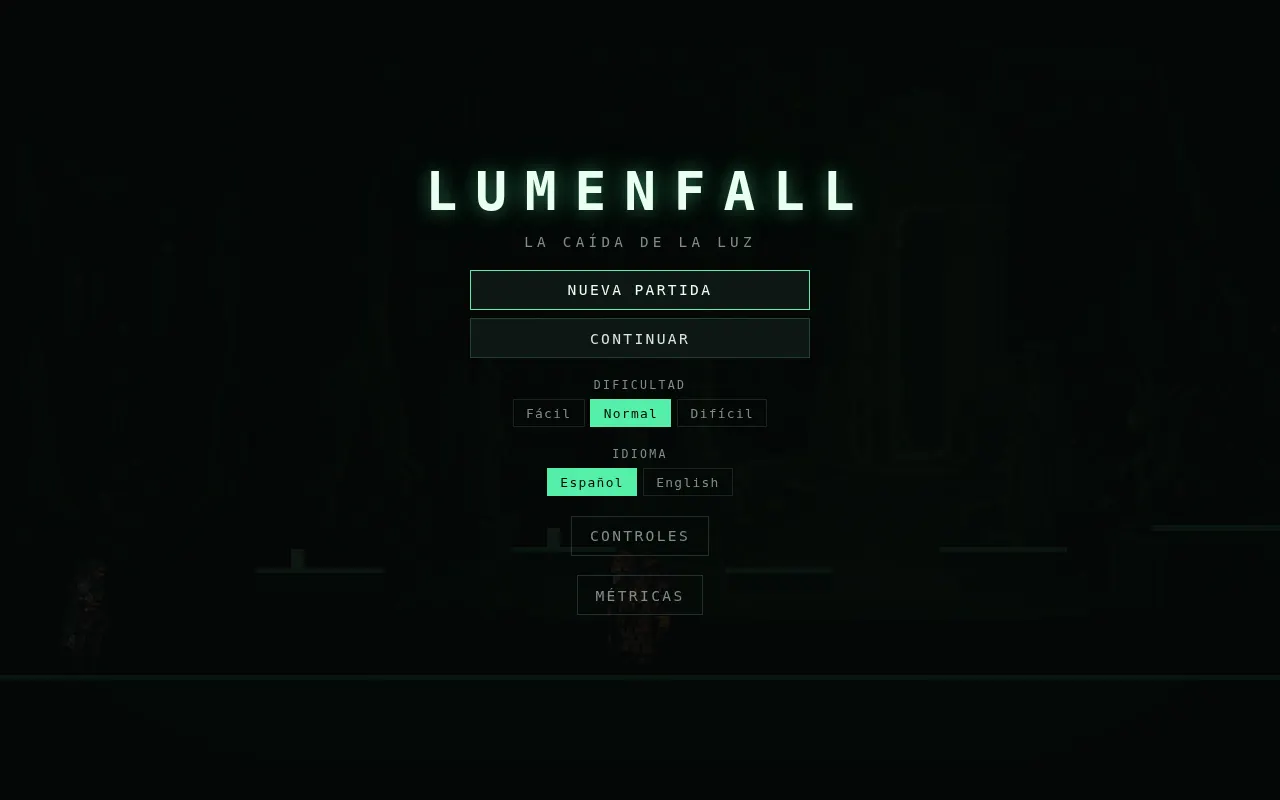 LUMENFALL
LA CAÍDA DE LA LUZ
NUEVA PARTIDA
CONTINUAR
DIFICULTAD
Fácil Normal Difícil
IDIOMA
Español English
CONTROLES
MÉTRICAS